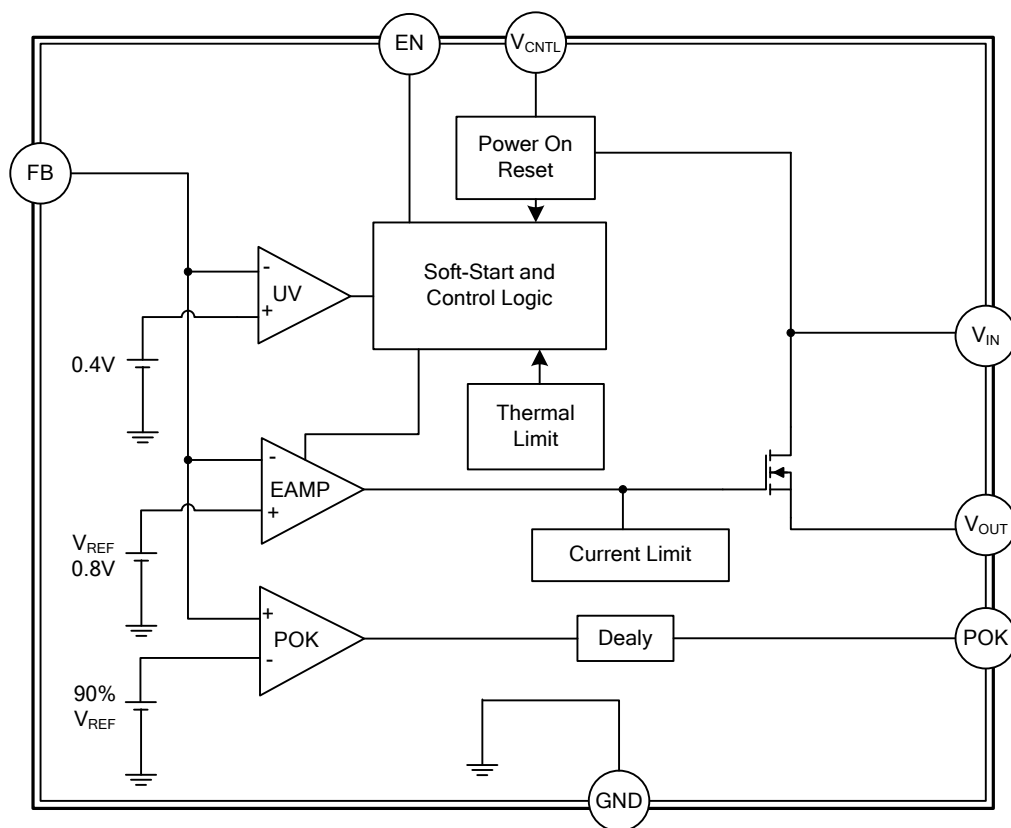 EN
VCNTL
Power On
Reset
FB
-
UV
+
Soft-Start and
Control Logic
0.4V
VIN
Thermal
Limit
-
EAMP
+
VREF
0.8V
VOUT
Current Limit
+
POK
-
Dealy
POK
90%
VREF
GND